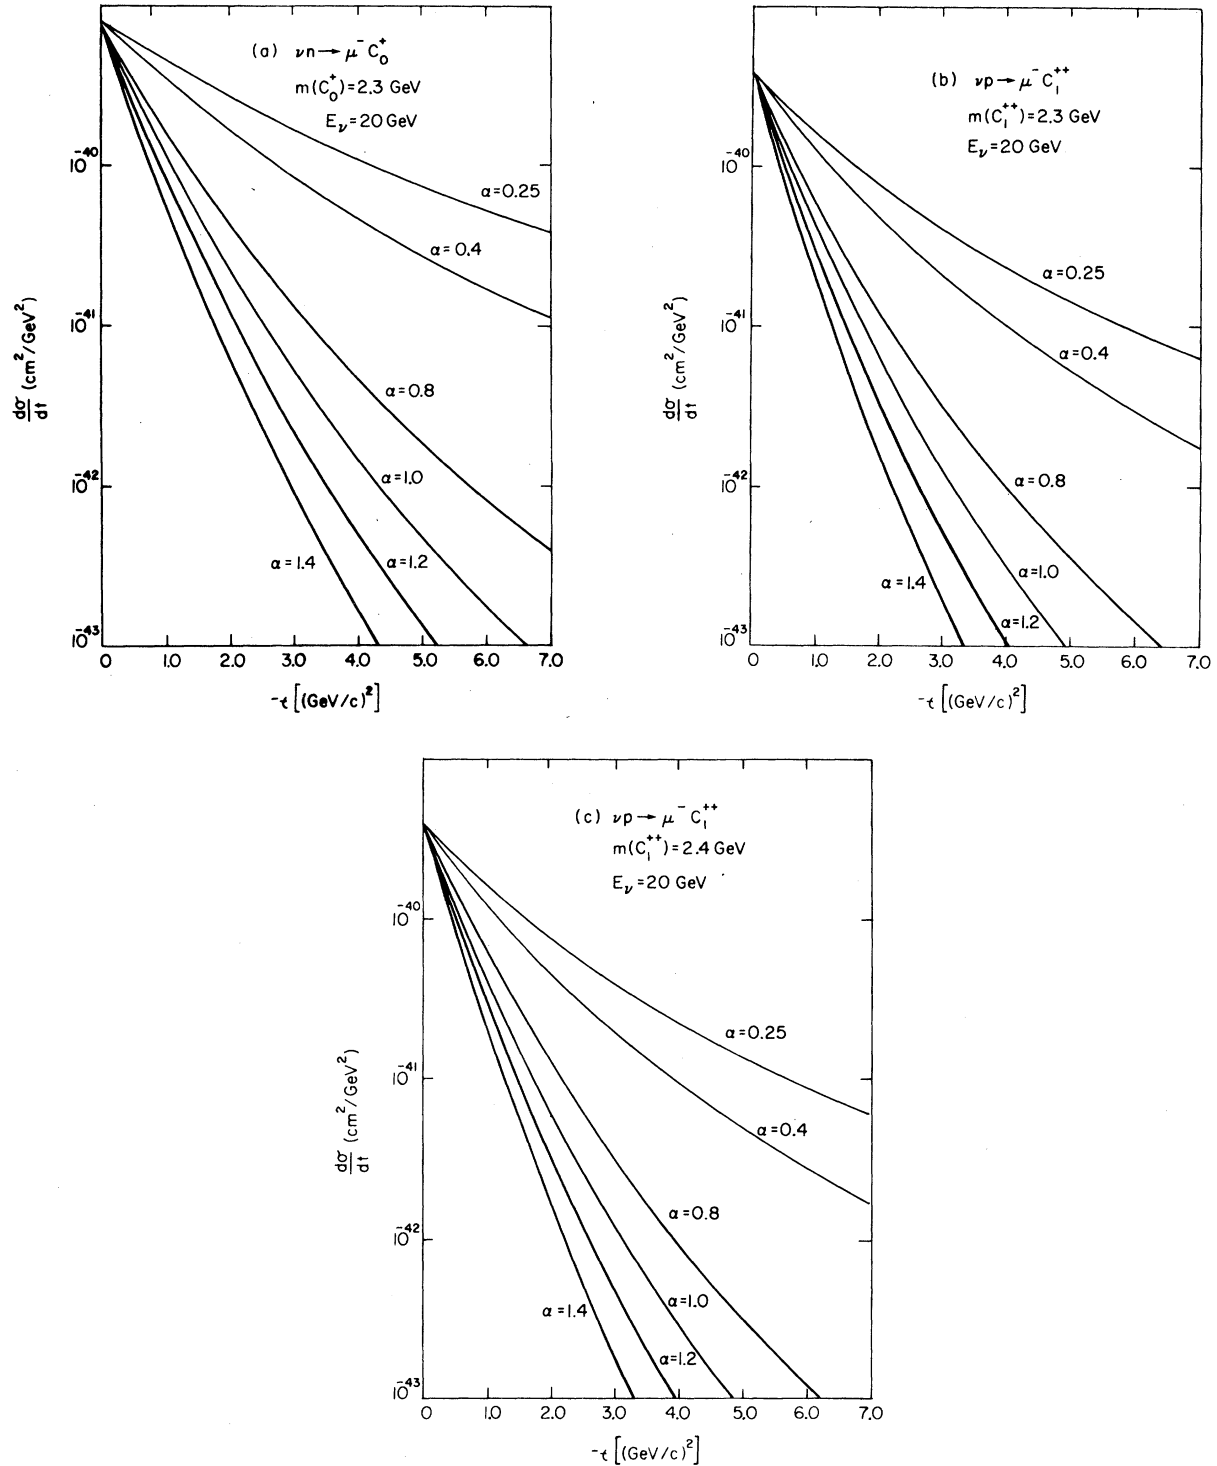 (a) νn→μ⁻C₀⁺
m(C₀⁺)=2.3 GeV
Eν=20 GeV
10⁻⁴⁰
10⁻⁴¹
10⁻⁴²
10⁻⁴³
dσ/dt (cm²/GeV²)
α=0.25
α=0.4
α=0.8
α=1.0
α=1.2
α=1.4
0 1.0 2.0 3.0 4.0 5.0 6.0 7.0
-t [(GeV/c)²]
(b) νp→μ⁻C₁⁺⁺
m(C₁⁺⁺)=2.3 GeV
Eν=20 GeV
10⁻⁴⁰
10⁻⁴¹
10⁻⁴²
10⁻⁴³
dσ/dt (cm²/GeV²)
α=0.25
α=0.4
α=0.8
α=1.0
α=1.2
α=1.4
0 1.0 2.0 3.0 4.0 5.0 6.0 7.0
-t [(GeV/c)²]
(c) νp→μ⁻C₁⁺⁺
m(C₁⁺⁺)=2.4 GeV
Eν=20 GeV
10⁻⁴⁰
10⁻⁴¹
10⁻⁴²
10⁻⁴³
dσ/dt (cm²/GeV²)
α=0.25
α=0.4
α=0.8
α=1.0
α=1.2
α=1.4
0 1.0 2.0 3.0 4.0 5.0 6.0 7.0
-t [(GeV/c)²]